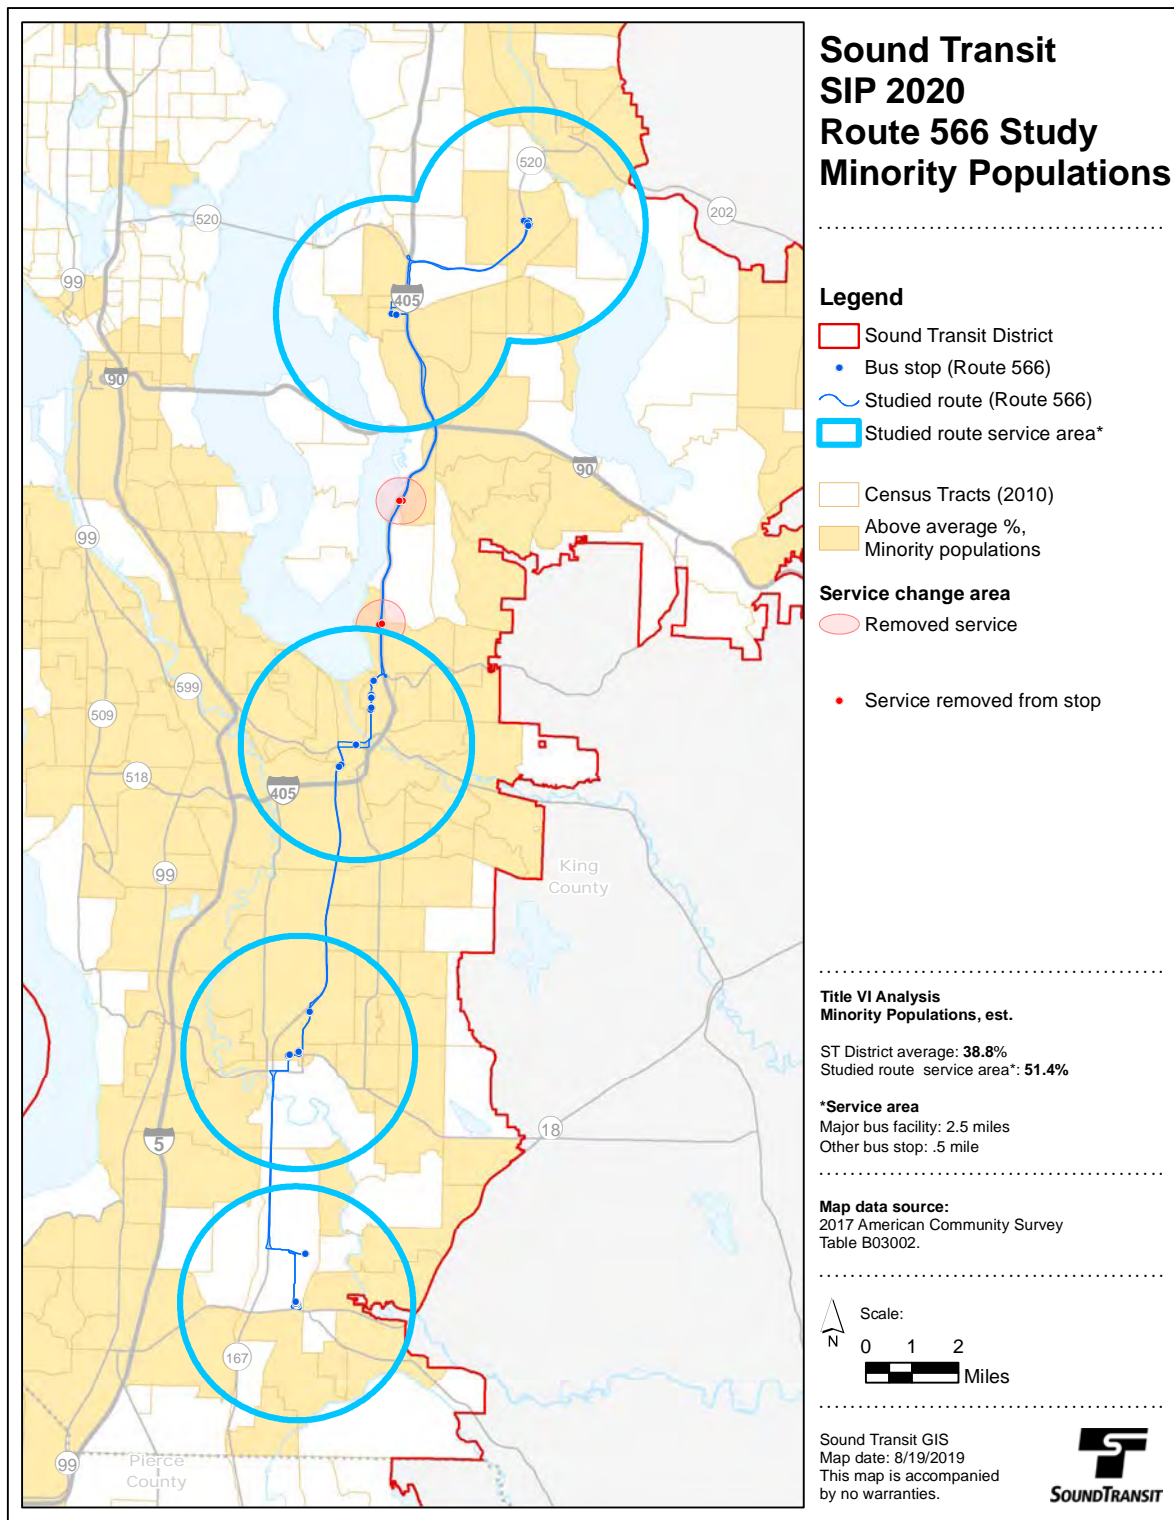 Sound Transit
SIP 2020
Route 566 Study
Minority Populations
Legend
Sound Transit District
Bus stop (Route 566)
Studied route (Route 566)
Studied route service area*
Census Tracts (2010)
Above average %,
Minority populations
Service change area
Removed service
Service removed from stop
Title VI Analysis
Minority Populations, est.
ST District average: 38.8%
Studied route service area*: 51.4%
*Service area
Major bus facility: 2.5 miles
Other bus stop: .5 mile
Map data source:
2017 American Community Survey
Table B03002.
Scale:
N
0 1 2
Miles
Sound Transit GIS
Map date: 8/19/2019
This map is accompanied
by no warranties.
SOUNDTRANSIT
520
202
520
99
405
90
90
99
599
509
518
405
99
King
County
18
5
167
99
Pierce
County